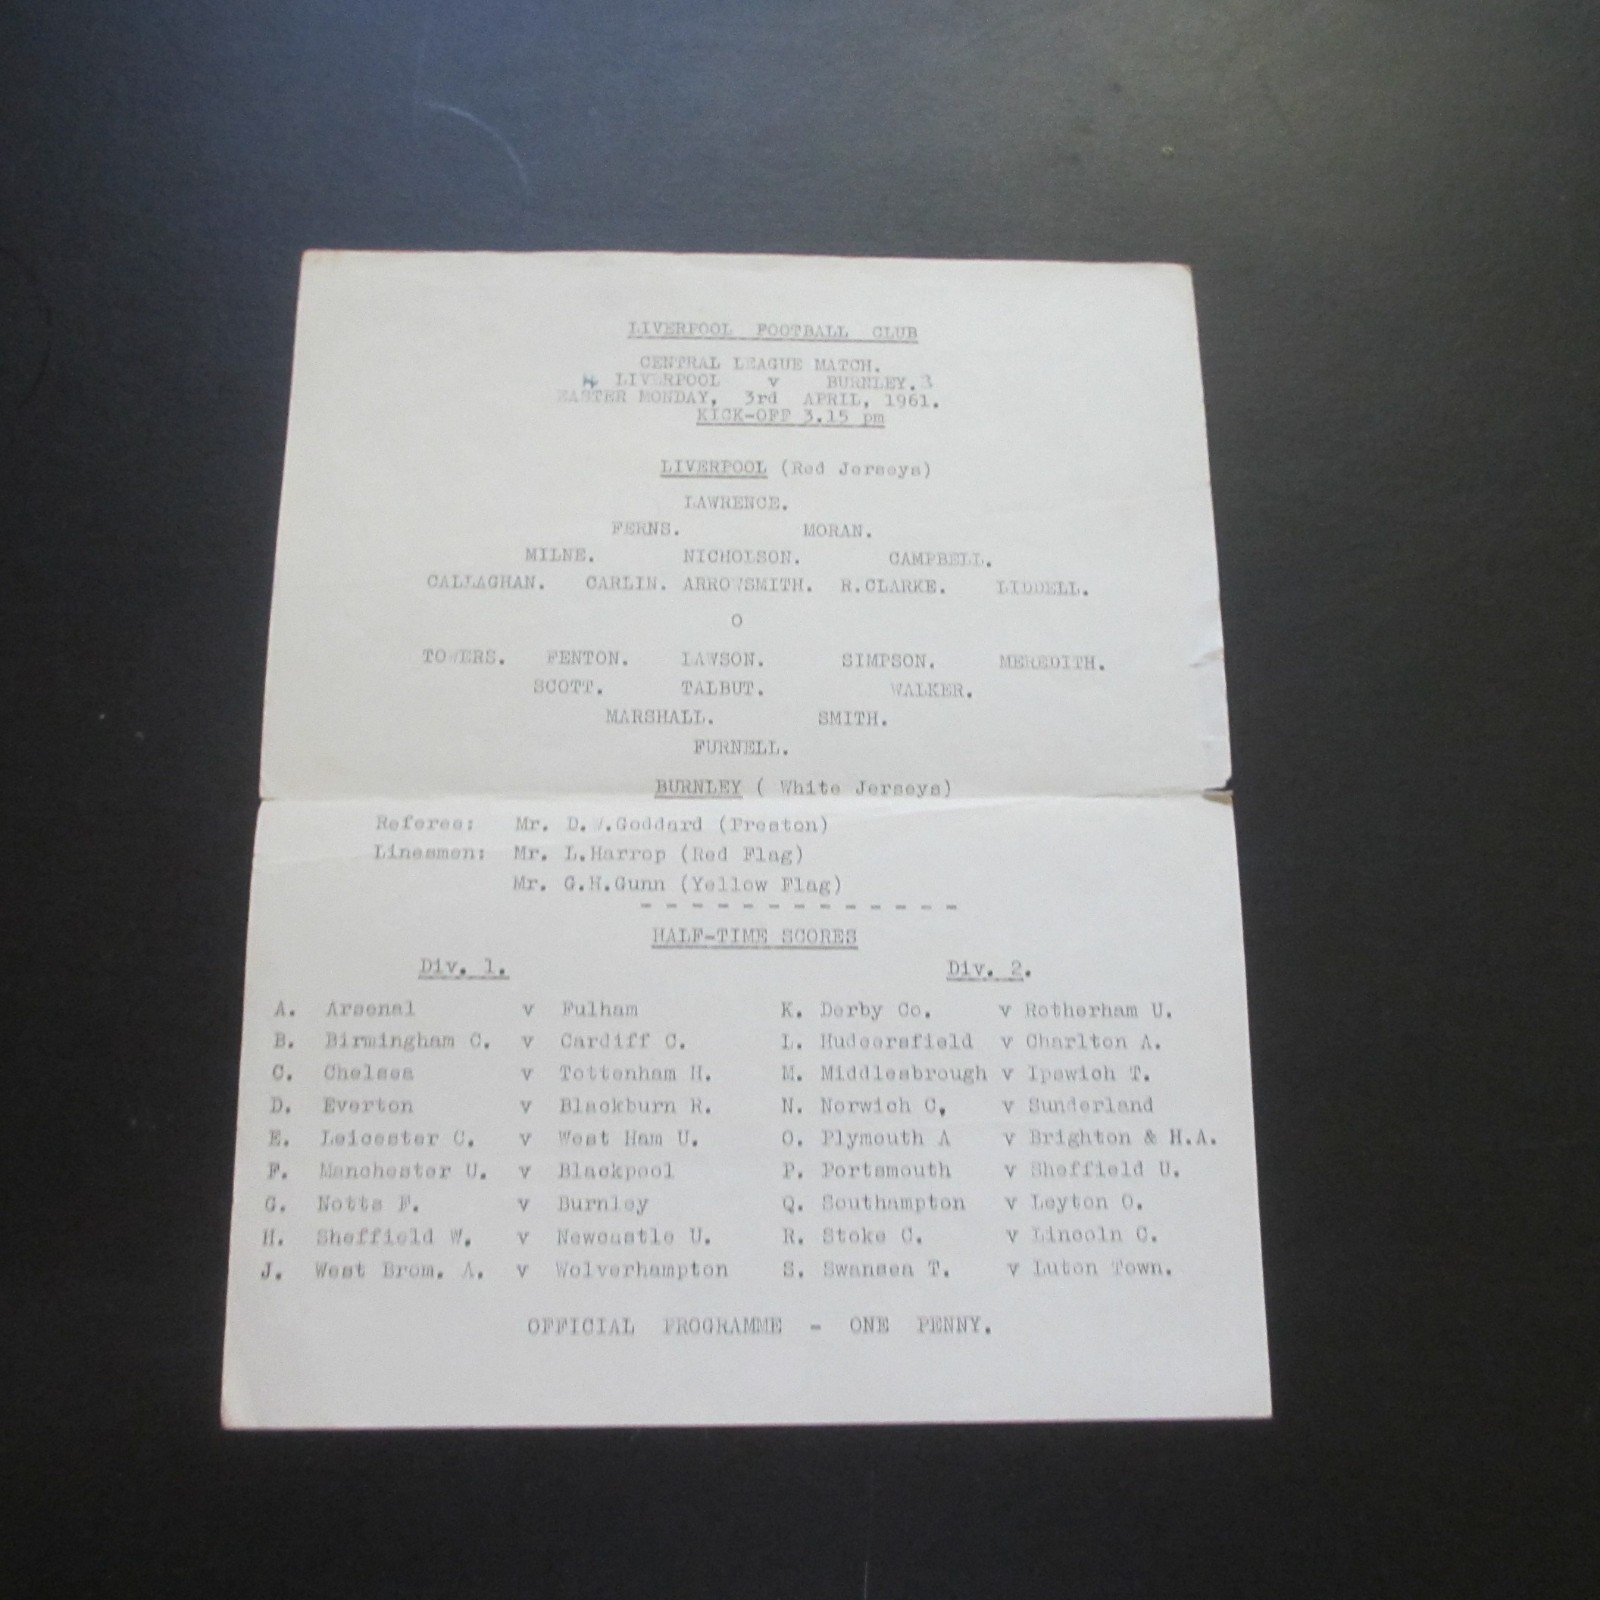 LIVERPOOL FOOTBALL CLUB
CENTRAL LEAGUE MATCH.
4 LIVERPOOL v BURNLEY.3
EASTER MONDAY, 3rd APRIL, 1961.
KICK-OFF 3.15 pm
LIVERPOOL (Red Jerseys)
LAWRENCE.
FERNS. MORAN.
MILNE. NICHOLSON. CAMPBELL.
CALLAGHAN. CARLIN. ARROWSMITH. R.CLARKE. LIDDELL.
O
TOWERS. FENTON. LAWSON. SIMPSON. MEREDITH.
SCOTT. TALBUT. WALKER.
MARSHALL. SMITH.
FURNELL.
BURNLEY ( White Jerseys)
Referee: Mr. D.W.Goddard (Preston)
Linesmen: Mr. L.Harrop (Red Flag)
Mr. G.H.Gunn (Yellow Flag)
- - - - - - - - - - - - -
HALF-TIME SCORES
Div. 1. Div. 2.
A. Arsenal v Fulham K. Derby Co. v Rotherham U.
B. Birmingham C. v Cardiff C. L. Hudeersfield v Charlton A.
C. Chelsea v Tottenham H. M. Middlesbrough v Ipswich T.
D. Everton v Blackburn R. N. Norwich C, v Sunderland
E. Leicester C. v West Ham U. O. Plymouth A v Brighton & H.A.
F. Manchester U. v Blackpool P. Portsmouth v Sheffield U.
G. Notts F. v Burnley Q. Southampton v Leyton O.
H. Sheffield W. v Newcastle U. R. Stoke C. v Lincoln C.
J. West Brom. A. v Wolverhampton S. Swansea T. v Luton Town.
OFFICIAL PROGRAMME - ONE PENNY.